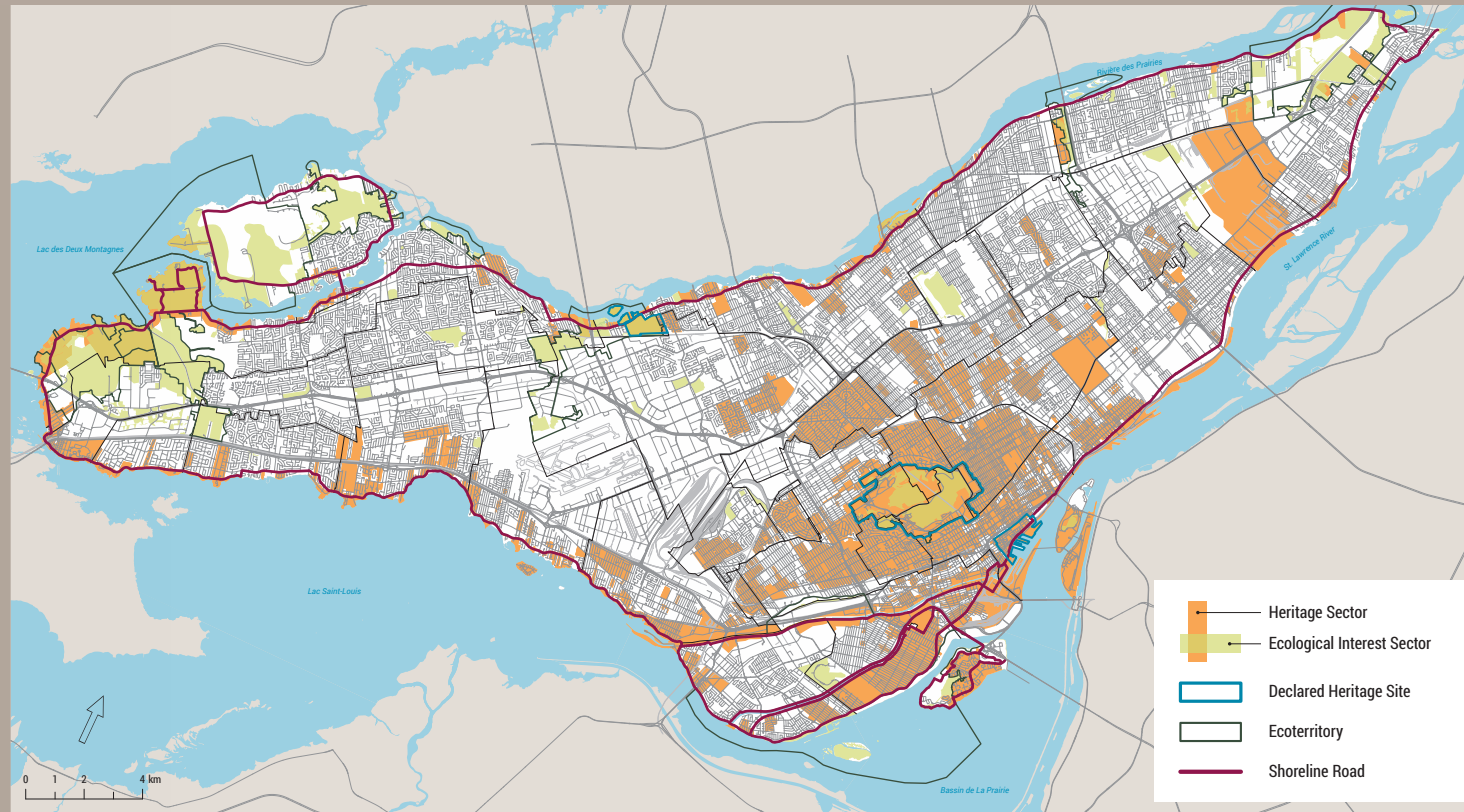 Rivière des Prairies
Lac des Deux Montagnes
St. Lawrence River
Lac Saint-Louis
Bassin de La Prairie
0 1 2 4 km
Heritage Sector
Ecological Interest Sector
Declared Heritage Site
Ecoterritory
Shoreline Road